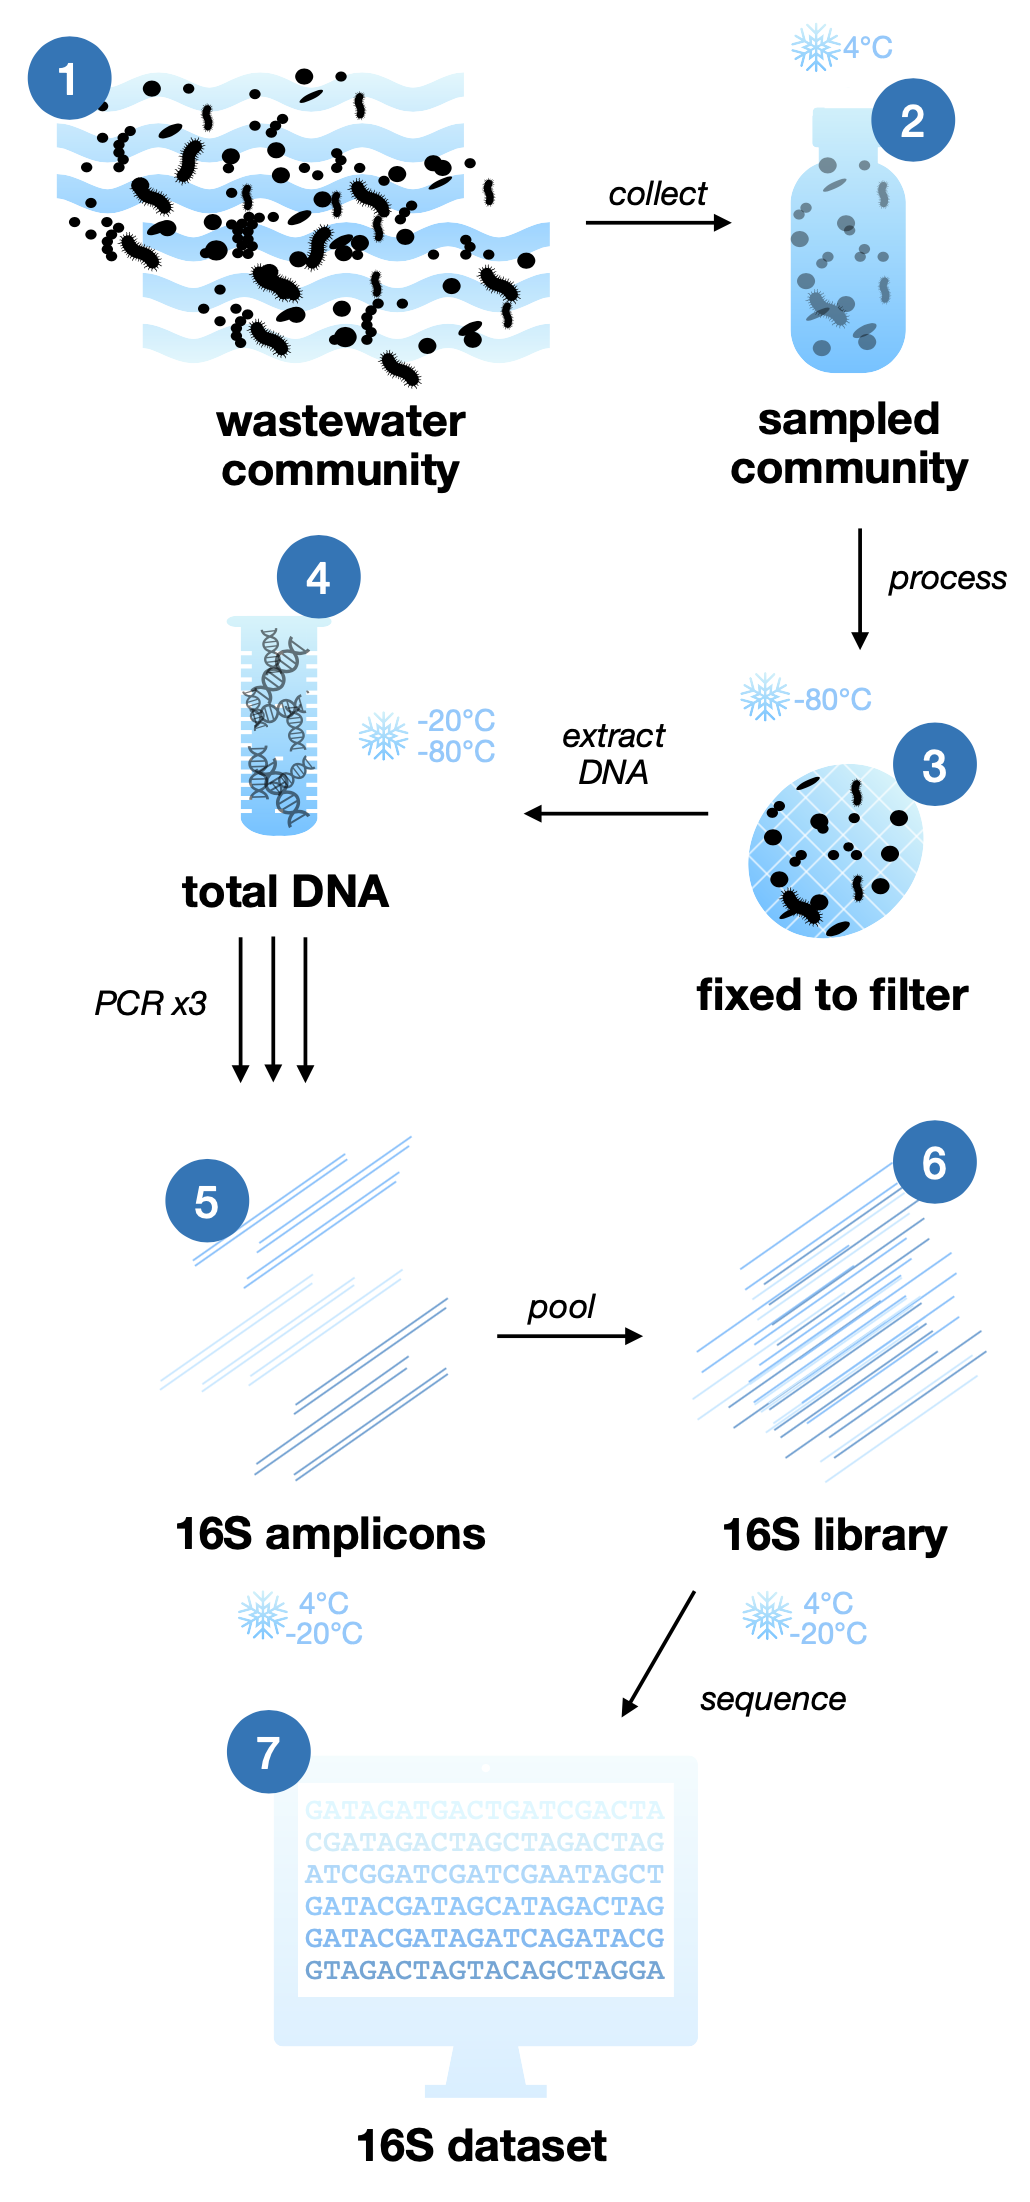 1
4°C
2
collect
wastewater
community
sampled
community
process
4
-20°C
-80°C
extract
DNA
-80°C
3
total DNA
fixed to filter
PCR x3
5
6
pool
16S amplicons
16S library
4°C
-20°C
4°C
-20°C
sequence
7
GATAGATGACTGATCGACTA
CGATAGACTAGCTAGACTAG
ATCGGATCGATCGAATAGCT
GATACGATAGCATAGACTAG
GATACGATAGATCAGATACG
GTAGACTAGTACAGCTAGGA
16S dataset